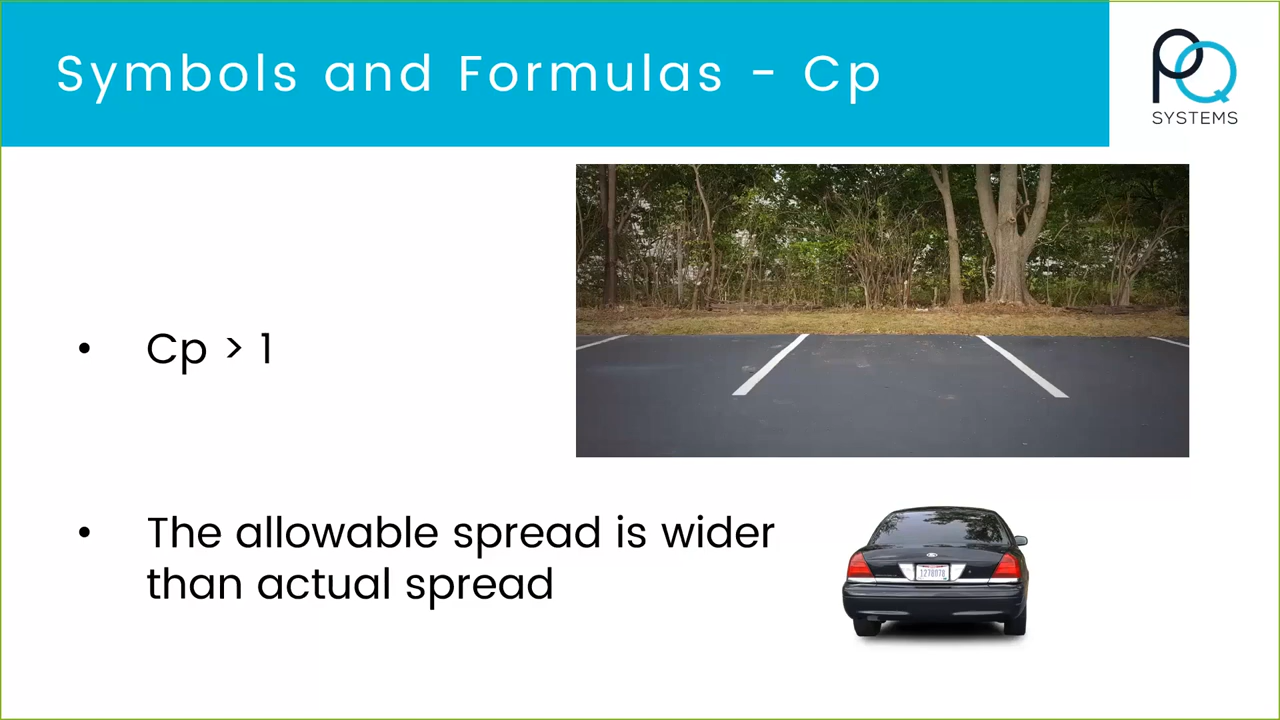 Symbols and Formulas - Cp
PQ
SYSTEMS
• Cp > 1
• The allowable spread is wider
than actual spread